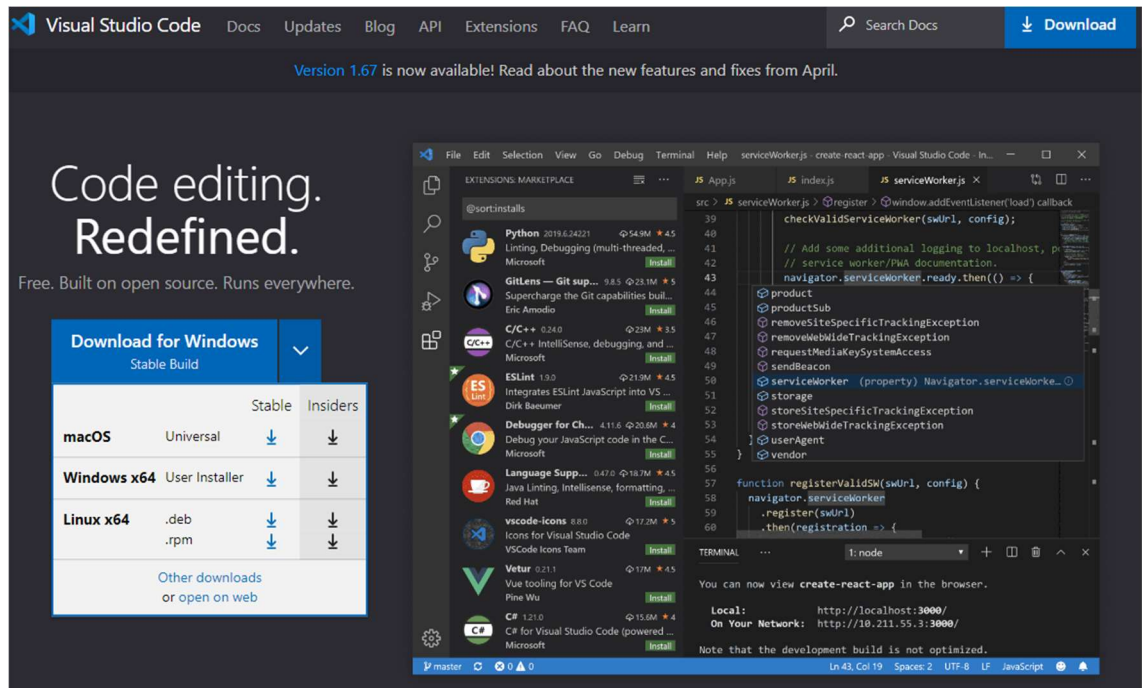 Visual Studio Code Docs Updates Blog API Extensions FAQ Learn Search Docs Download
Version 1.67 is now available! Read about the new features and fixes from April.
Code editing.
Redefined.
Free. Built on open source. Runs everywhere.
Download for Windows
Stable Build
Stable Insiders
macOS Universal
Windows x64 User Installer
Linux x64 .deb
.rpm
Other downloads
or open on web
File Edit Selection View Go Debug Terminal Help serviceWorker.js - create-react-app - Visual Studio Code - In...
EXTENSIONS: MARKETPLACE
@sort:installs
Python 2019.6.24221 54.9M 4.5
Linting, Debugging (multi-threaded, ...
Microsoft Install
GitLens — Git sup... 9.8.5 23.1M 5
Supercharge the Git capabilities buil...
Eric Amodio Install
C/C++ 0.24.0 23M 3.5
C/C++ IntelliSense, debugging, and ...
Microsoft Install
ESLint 1.9.0 21.9M 4.5
Integrates ESLint JavaScript into VS ...
Dirk Baeumer Install
Debugger for Ch... 4.11.6 20.6M 4
Debug your JavaScript code in the C...
Microsoft Install
Language Supp... 0.47.0 18.7M 4.5
Java Linting, Intellisense, formatting, ...
Red Hat Install
vscode-icons 8.8.0 17.2M 5
Icons for Visual Studio Code
VSCode Icons Team Install
Vetur 0.21.1 17M 4.5
Vue tooling for VS Code
Pine Wu Install
C# 1.21.0 15.6M 4
C# for Visual Studio Code (powered ...
Microsoft Install
C/C++
ES
Lint
C#
JS App.js JS index.js JS serviceWorker.js
src > JS serviceWorker.js > register > window.addEventListener('load') callback
39 checkValidServiceWorker(swUrl, config);
40
41 // Add some additional logging to localhost, p
42 // service worker/PWA documentation.
43 navigator.serviceWorker.ready.then(() => {
44 product
45 productSub
46 removeSiteSpecificTrackingException
47 removeWebWideTrackingException
48 requestMediaKeySystemAccess
49 sendBeacon
50 serviceWorker (property) Navigator.serviceWorke...
51 storage
52 storeSiteSpecificTrackingException
53 storeWebWideTrackingException
54 } userAgent
55 } vendor
56
57 function registerValidSW(swUrl, config) {
58 navigator.serviceWorker
59 .register(swUrl)
60 .then(registration => {
TERMINAL ... 1: node
You can now view create-react-app in the browser.
Local: http://localhost:3000/
On Your Network: http://10.211.55.3:3000/
Note that the development build is not optimized.
master 0 0 Ln 43, Col 19 Spaces: 2 UTF-8 LF JavaScript